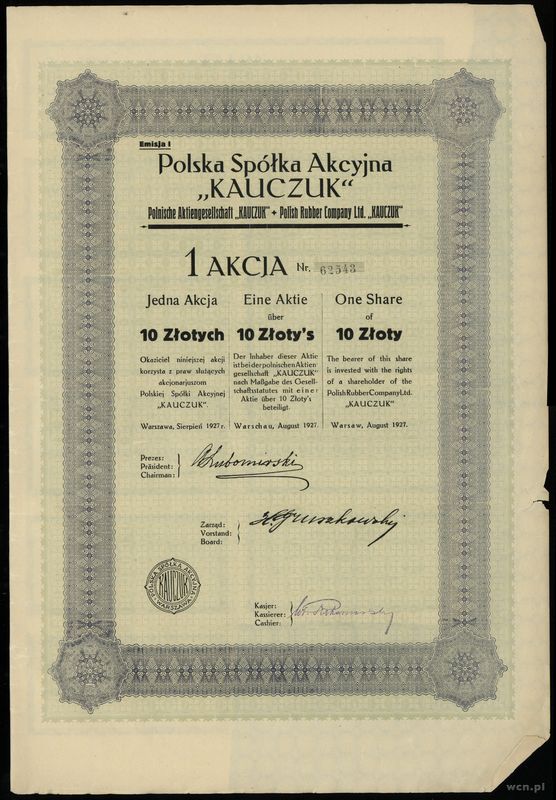 Emisja I
Polska Spółka Akcyjna
„KAUCZUK“
Polnische Aktiengesellschaft „KAUCZUK“ + Polish Rubber Company Ltd. „KAUCZUK“
1 AKCJA Nr. 62543
Jedna Akcja
10 Złotych
Okaziciel niniejszej akcji
korzysta z praw służących
akcjonarjuszom
Polskiej Spółki Akcyjnej
„KAUCZUK“.
Warszawa, Sierpień 1927 r.
Eine Aktie
über
10 Złoty's
Der Inhaber dieser Aktie
ist bei der polnischen Aktien-
gesellschaft „KAUCZUK“
nach Maßgabe des Gesell-
schaftsstatutes mit einer
Aktie über 10 Złoty's
beteiligt.
Warschau, August 1927.
One Share
of
10 Złoty
The bearer of this share
is invested with the rights
of a shareholder of the
Polish Rubber Company Ltd.
„KAUCZUK“
Warsaw, August 1927.
Prezes:
Präsident:
Chairman:
Lubomirski
Zarząd:
Vorstand:
Board:
Kasjer:
Kassierer:
Cashier:
POLSKA SPÓŁKA AKCYJNA
KAUCZUK
WARSZAWA
wcn.pl